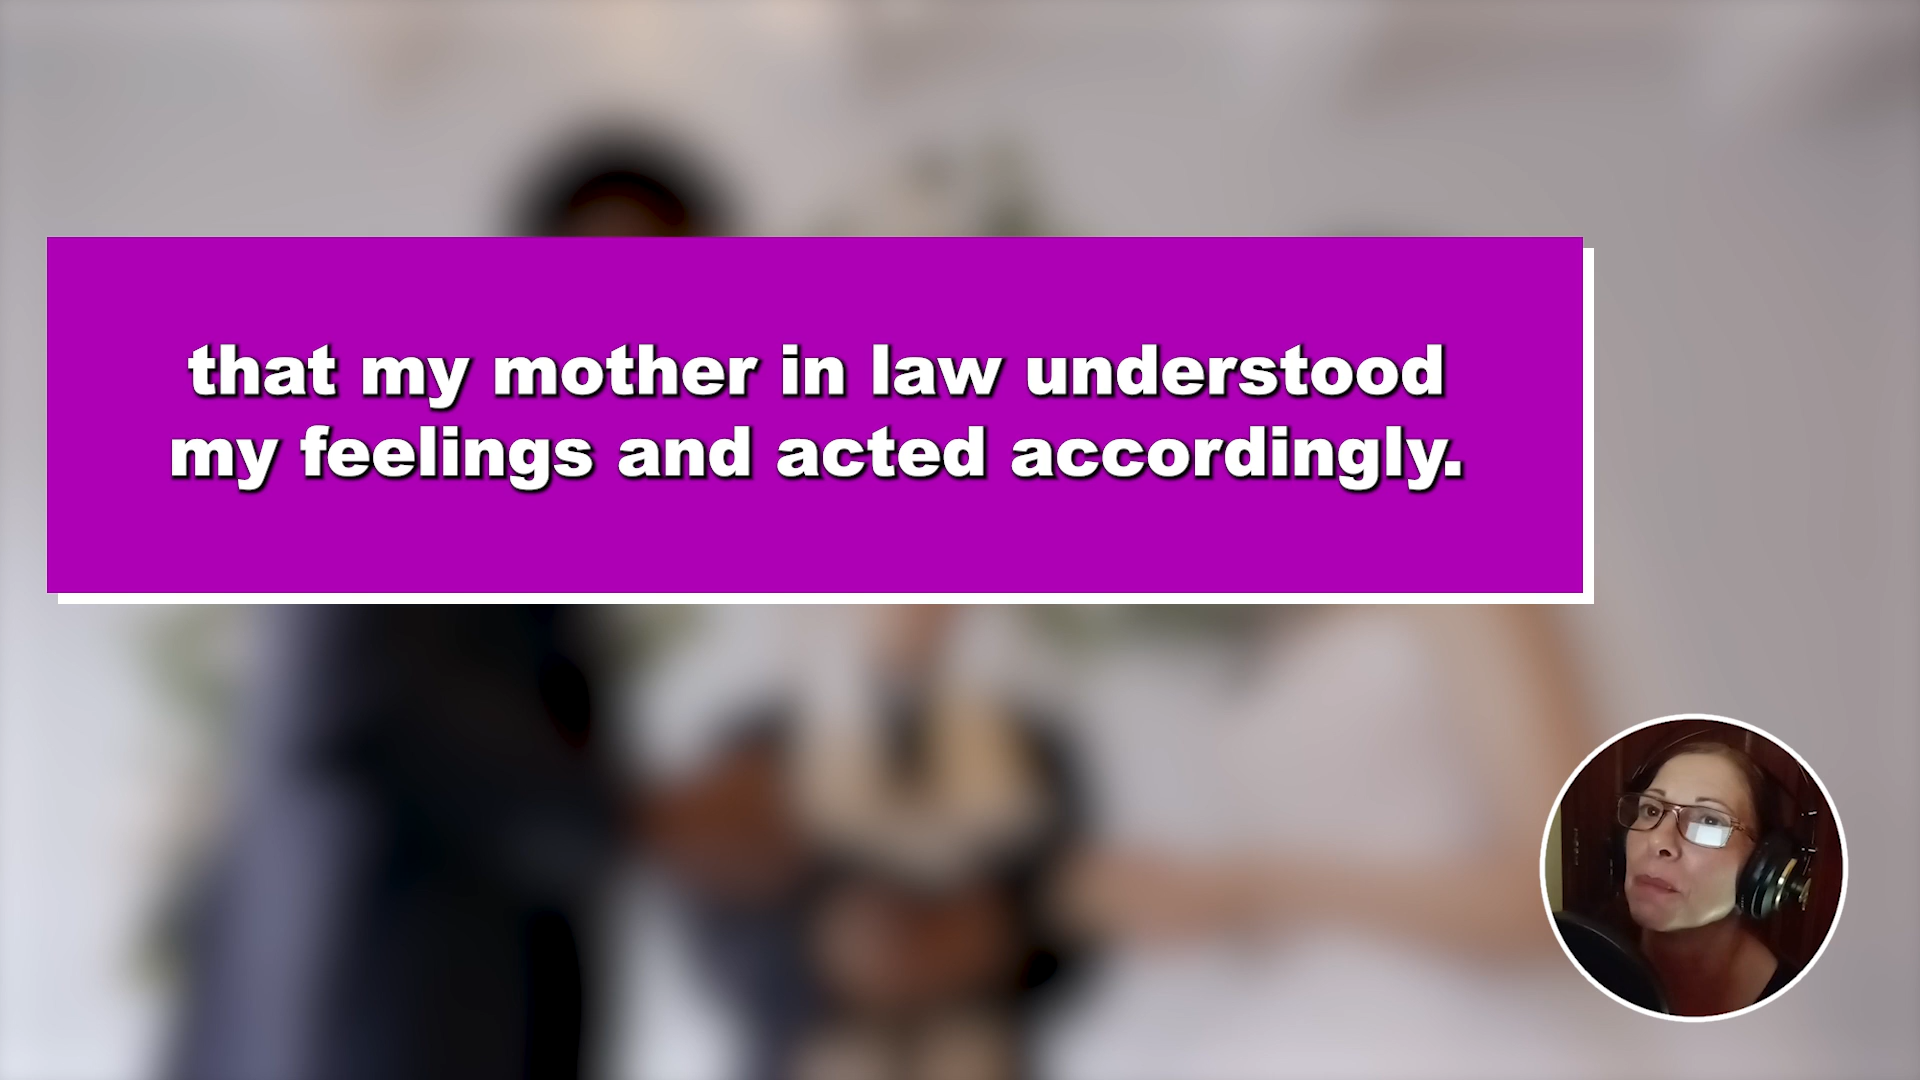 that my mother in law understood
my feelings and acted accordingly.